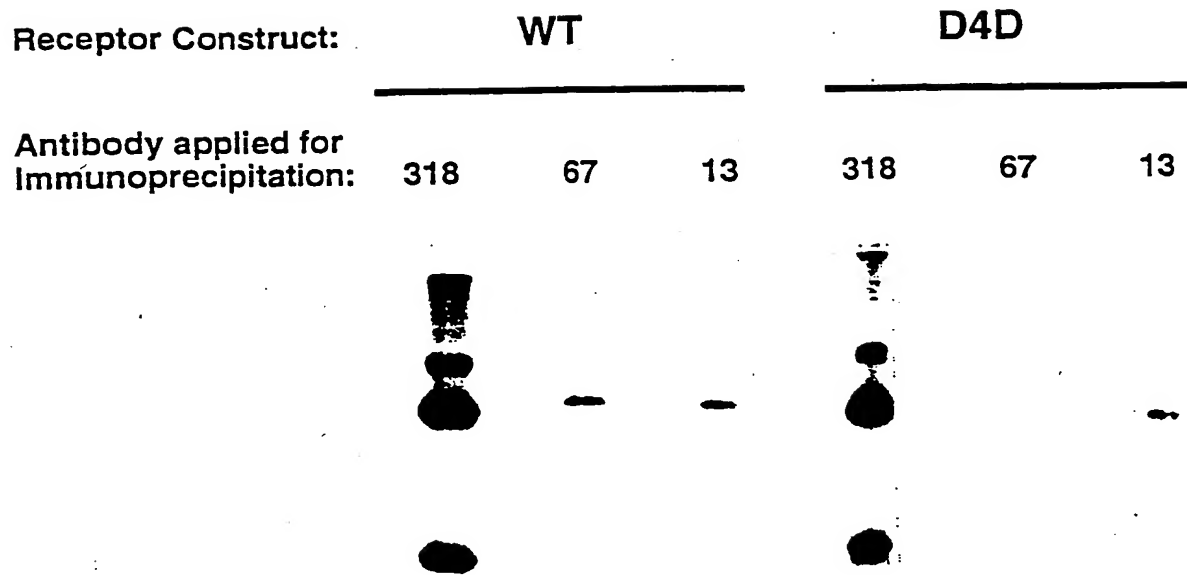 Receptor Construct: WT D4D
Antibody applied for
Immunoprecipitation: 318 67 13 318 67 13